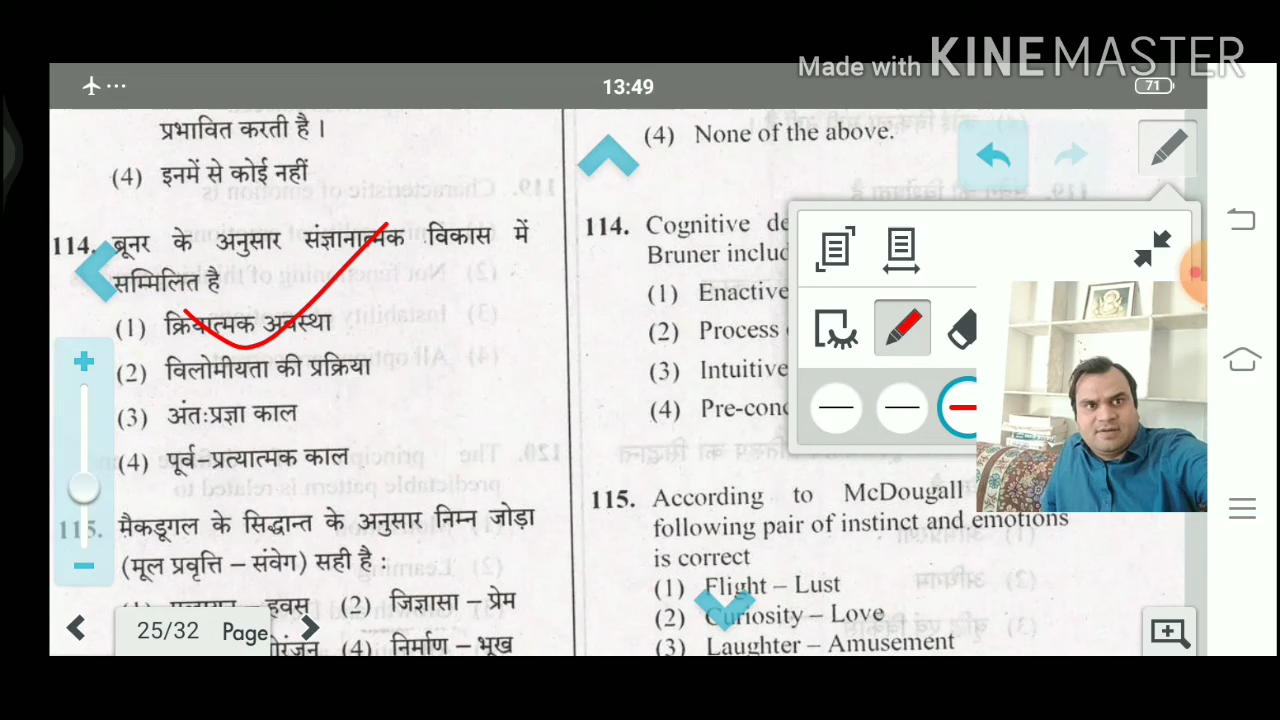 Made with KINEMASTER
13:49
71
प्रभावित करती है ।
(4) इनमें से कोई नहीं
114. ब्रूनर के अनुसार संज्ञानात्मक विकास में
सम्मिलित है
(1) क्रियात्मक अवस्था
(2) विलोमीयता की प्रक्रिया
(3) अंतःप्रज्ञा काल
(4) पूर्व-प्रत्यात्मक काल
115. मैकडूगल के सिद्धान्त के अनुसार निम्न जोड़ा
(मूल प्रवृत्ति – संवेग) सही है :
हवस (2) जिज्ञासा – प्रेम
(4) निर्माण – भूख
25/32 Page
(4) None of the above.
114. Cognitive de
Bruner includ
(1) Enactive
(2) Process
(3) Intuitive
(4) Pre-conc
115. According to McDougall
following pair of instinct and emotions
is correct
(1) Flight – Lust
(2) Curiosity – Love
(3) Laughter – Amusement